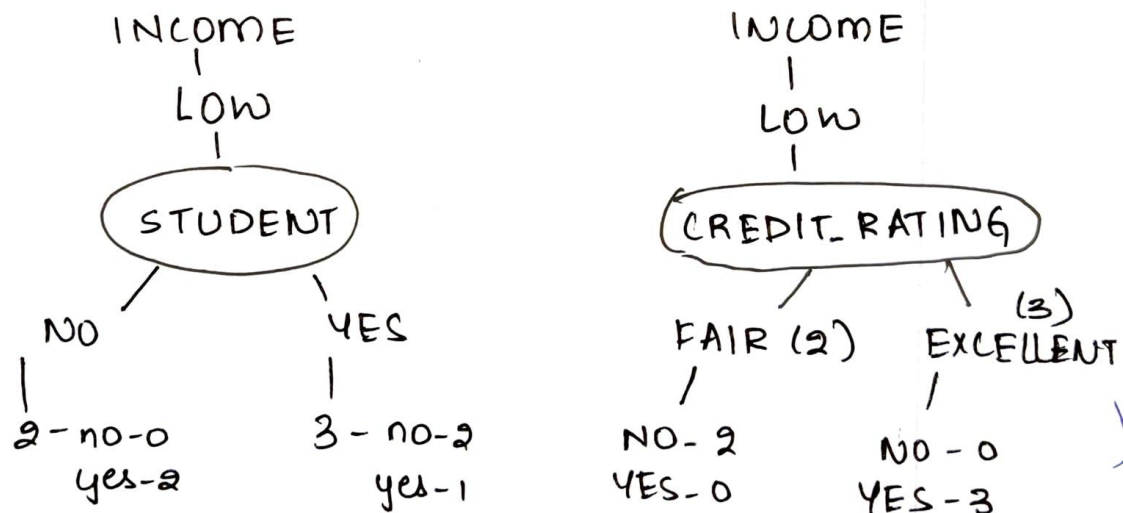 INCOME
LOW
STUDENT
NO YES
2 - no-0 3 - no-2
yes-2 yes-1
INCOME
LOW
CREDIT_RATING
FAIR (2) EXCELLENT (3)
NO - 2 NO - 0
YES - 0 YES - 3